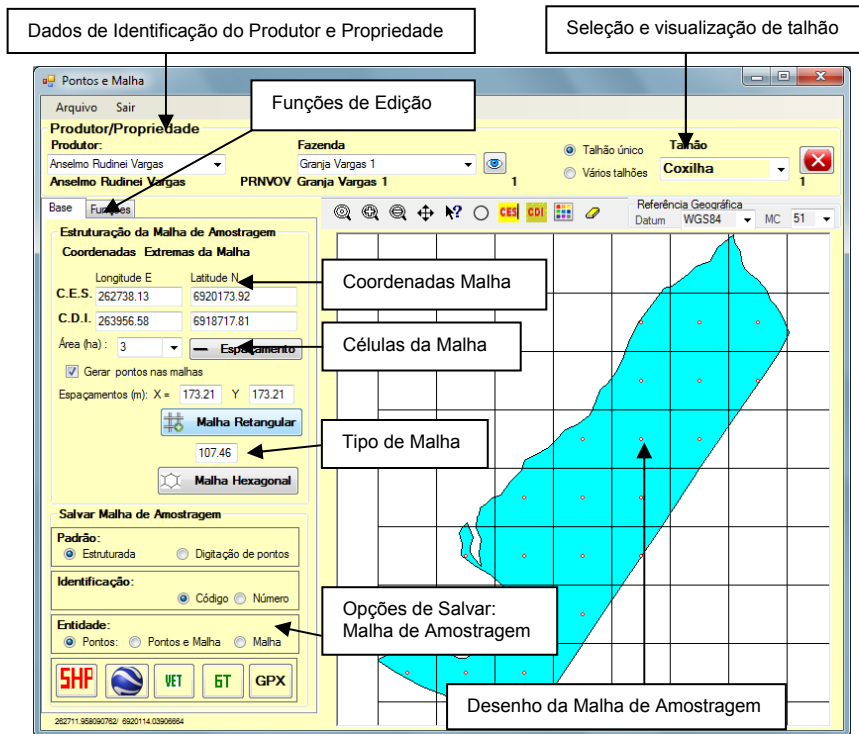 Dados de Identificação do Produtor e Propriedade
Seleção e visualização de talhão
Pontos e Malha
Arquivo Sair
Funções de Edição
Produtor/Propriedade
Produtor: Fazenda Talhão único Talhão
Anselmo Rudinei Vargas Granja Vargas 1 Vários talhões Coxilha
Anselmo Rudinei Vargas PRNVOV Granja Vargas 1 1 1
Base Funções
CES CDI
Referência Geográfica
Datum WGS84 MC 51
Estruturação da Malha de Amostragem
Coordenadas Extremas da Malha
Longitude E Latitude N
C.E.S. 262738.13 6920173.92
Coordenadas Malha
C.D.I. 263956.58 6918717.81
Área (ha) : 3 Espaçamento
Células da Malha
Gerar pontos nas malhas
Espaçamentos (m): X = 173.21 Y 173.21
Malha Retangular
Tipo de Malha
107.46
Malha Hexagonal
Salvar Malha de Amostragem
Padrão:
Estruturada Digitação de pontos
Identificação:
Código Número
Opções de Salvar:
Malha de Amostragem
Entidade:
Pontos: Pontos e Malha Malha
SHP VET GT GPX
Desenho da Malha de Amostragem
262711.958090762/ 6920114.03906664